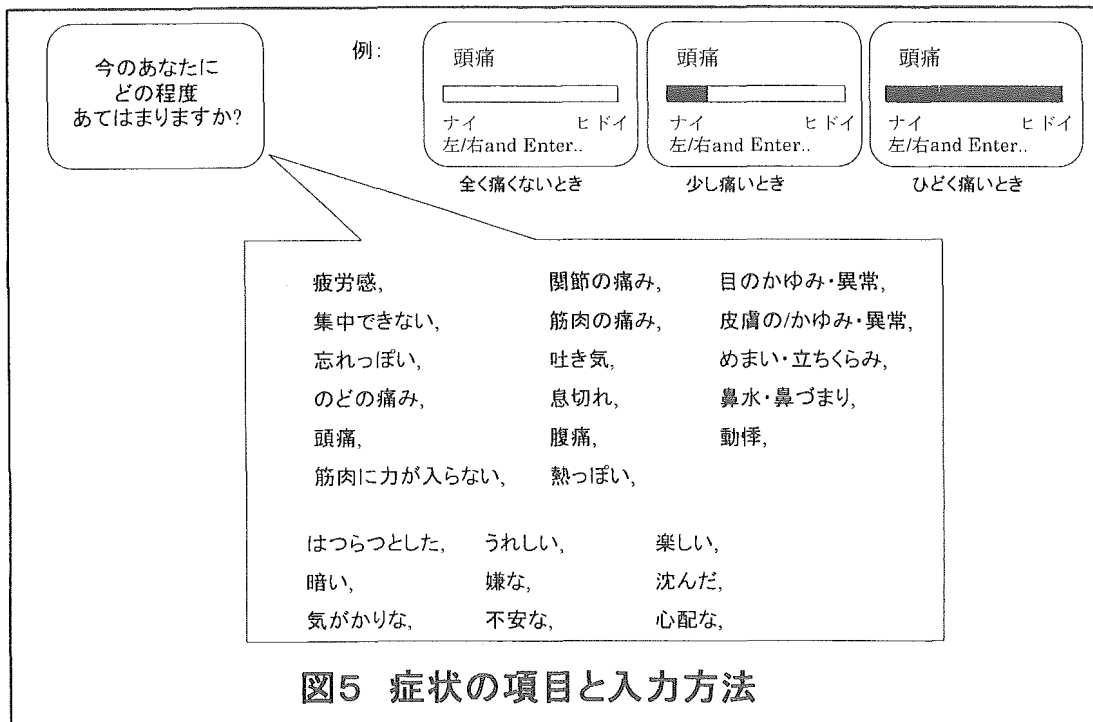 今のあなたに
どの程度
あてはまりますか?
例:
頭痛
ナイ ヒドイ
左/右and Enter..
全く痛くないとき
頭痛
ナイ ヒドイ
左/右and Enter..
少し痛いとき
頭痛
ナイ ヒドイ
左/右and Enter..
ひどく痛いとき
疲労感, 関節の痛み, 目のかゆみ・異常,
集中できない, 筋肉の痛み, 皮膚の/かゆみ・異常,
忘れっぽい, 吐き気, めまい・立ちくらみ,
のどの痛み, 息切れ, 鼻水・鼻づまり,
頭痛, 腹痛, 動悸,
筋肉に力が入らない, 熱っぽい,
はつらつとした, うれしい, 楽しい,
暗い, 嫌な, 沈んだ,
気がかりな, 不安な, 心配な,
図5 症状の項目と入力方法